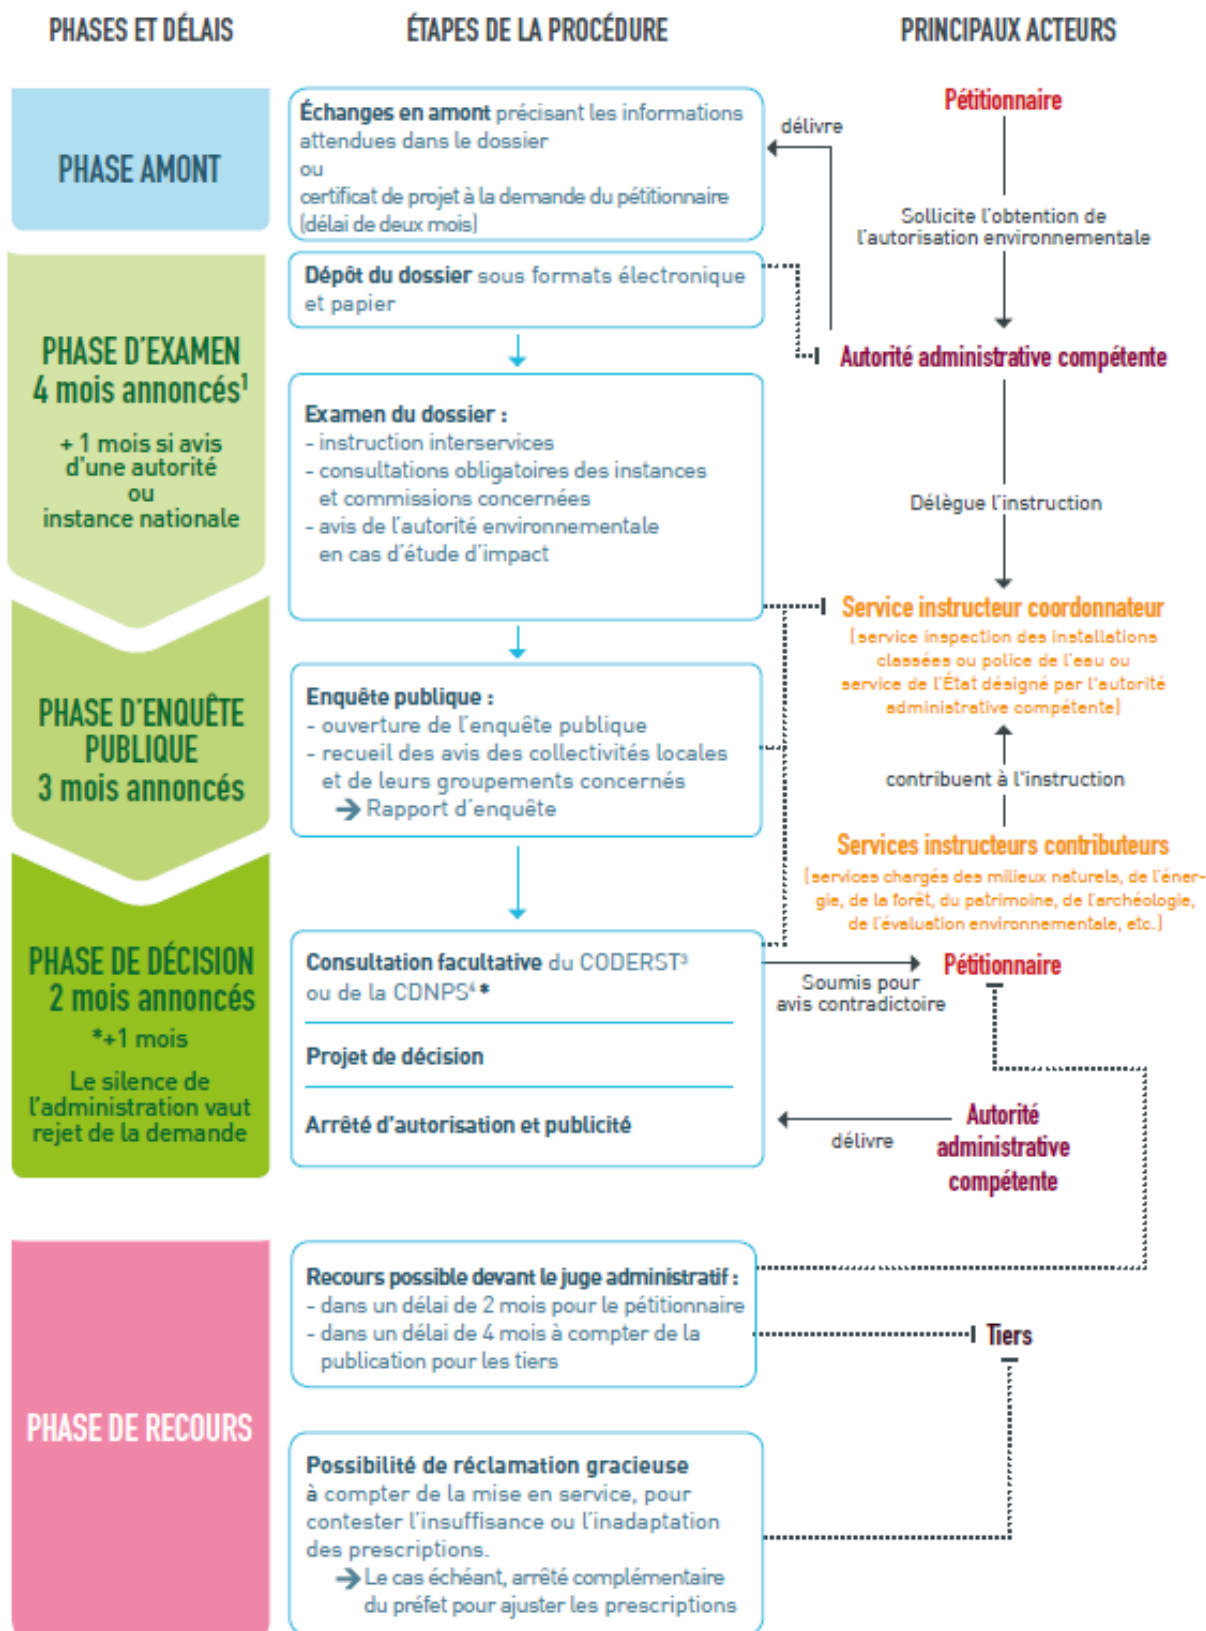 PHASES ET DÉLAIS
ÉTAPES DE LA PROCÉDURE
PRINCIPAUX ACTEURS
PHASE AMONT
Échanges en amont précisant les informations
attendues dans le dossier
ou
certificat de projet à la demande du pétitionnaire
(délai de deux mois)
délivre
Pétitionnaire
Sollicite l'obtention de
l'autorisation environnementale
PHASE D'EXAMEN
4 mois annoncés¹
+ 1 mois si avis
d'une autorité
ou
instance nationale
Dépôt du dossier sous formats électronique
et papier
Autorité administrative compétente
Examen du dossier :
- instruction interservices
- consultations obligatoires des instances
et commissions concernées
- avis de l'autorité environnementale
en cas d'étude d'impact
Délègue l'instruction
Service instructeur coordonnateur
(service inspection des installations
classées ou police de l'eau ou
service de l'État désigné par l'autorité
administrative compétente)
PHASE D'ENQUÊTE
PUBLIQUE
3 mois annoncés
Enquête publique :
- ouverture de l'enquête publique
- recueil des avis des collectivités locales
et de leurs groupements concernés
➔ Rapport d'enquête
contribuent à l'instruction
Services instructeurs contributeurs
(services chargés des milieux naturels, de l'éner-
gie, de la forêt, du patrimoine, de l'archéologie,
de l'évaluation environnementale, etc.)
PHASE DE DÉCISION
2 mois annoncés
*+1 mois
Le silence de
l'administration vaut
rejet de la demande
Consultation facultative du CODERST³
ou de la CDNPS⁴ *
Projet de décision
Arrêté d'autorisation et publicité
Soumis pour
avis contradictoire
Pétitionnaire
délivre
Autorité
administrative
compétente
PHASE DE RECOURS
Recours possible devant le juge administratif :
- dans un délai de 2 mois pour le pétitionnaire
- dans un délai de 4 mois à compter de la
publication pour les tiers
Tiers
Possibilité de réclamation gracieuse
à compter de la mise en service, pour
contester l'insuffisance ou l'inadaptation
des prescriptions.
➔ Le cas échéant, arrêté complémentaire
du préfet pour ajuster les prescriptions